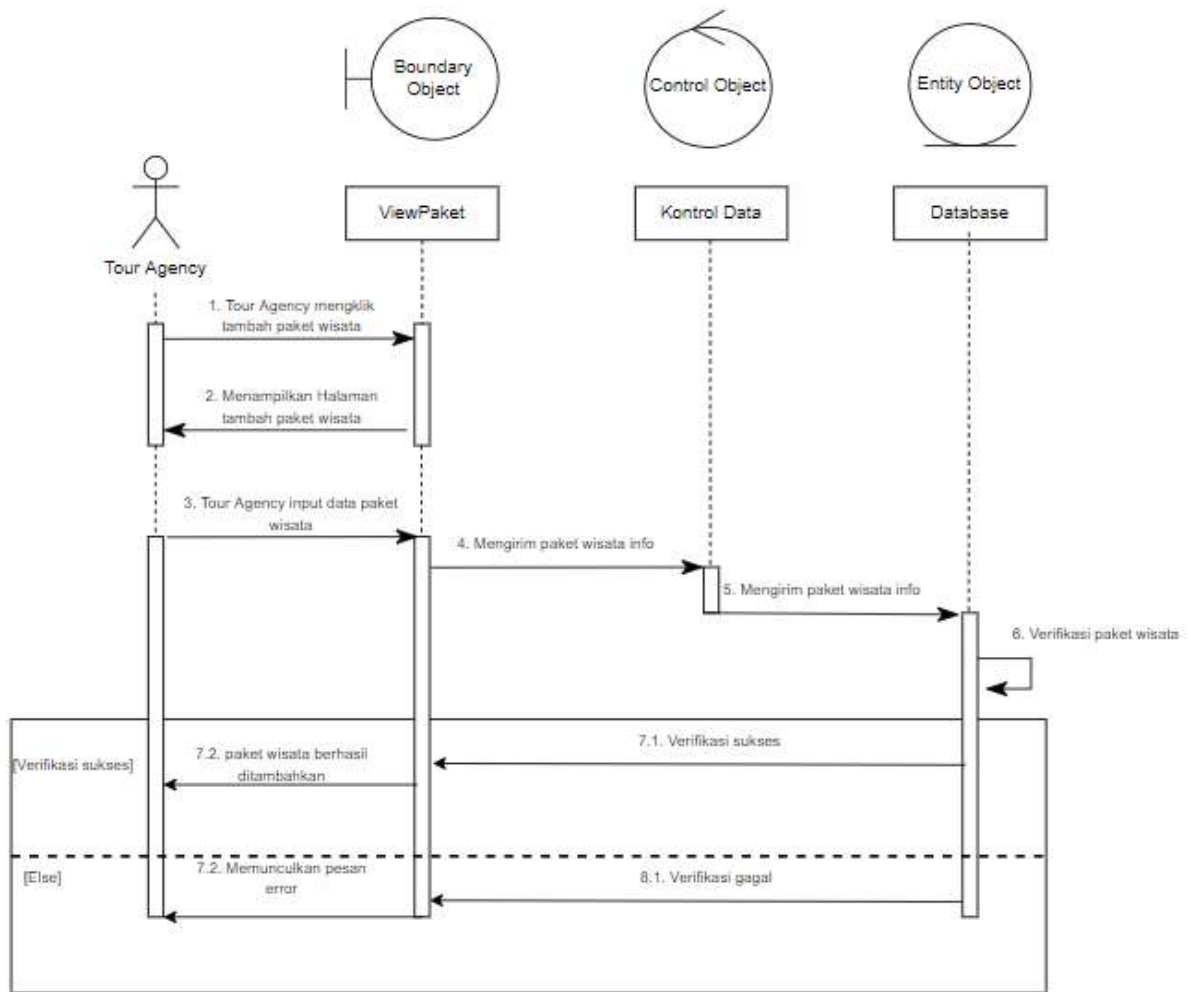 Boundary
Object
Control Object
Entity Object
ViewPaket
Kontrol Data
Database
Tour Agency
1. Tour Agency mengklik
tambah paket wisata
2. Menampilkan Halaman
tambah paket wisata
3. Tour Agency input data paket
wisata
4. Mengirim paket wisata info
5. Mengirim paket wisata info
6. Verifikasi paket wisata
[Verifikasi sukses]
7.1. Verifikasi sukses
7.2. paket wisata berhasil
ditambahkan
[Else]
7.2. Memunculkan pesan
error
8.1. Verifikasi gagal